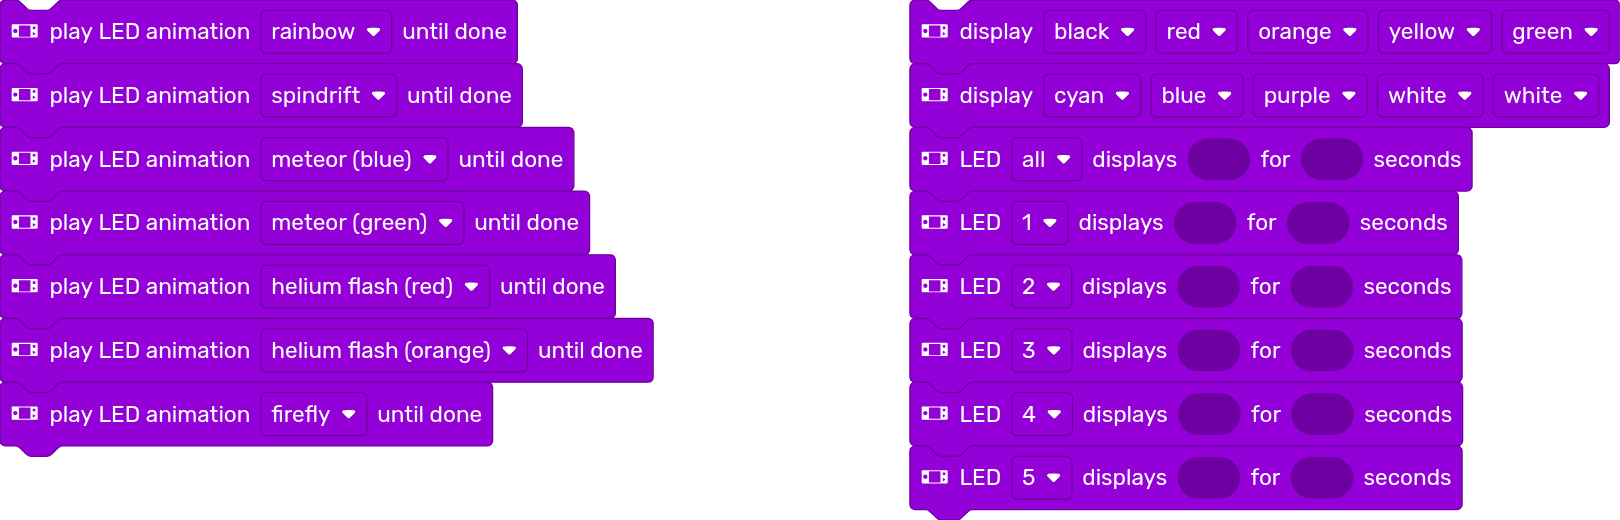 play LED animation rainbow until done
play LED animation spindrift until done
play LED animation meteor (blue) until done
play LED animation meteor (green) until done
play LED animation helium flash (red) until done
play LED animation helium flash (orange) until done
play LED animation firefly until done
display black red orange yellow green
display cyan blue purple white white
LED all displays for seconds
LED 1 displays for seconds
LED 2 displays for seconds
LED 3 displays for seconds
LED 4 displays for seconds
LED 5 displays for seconds